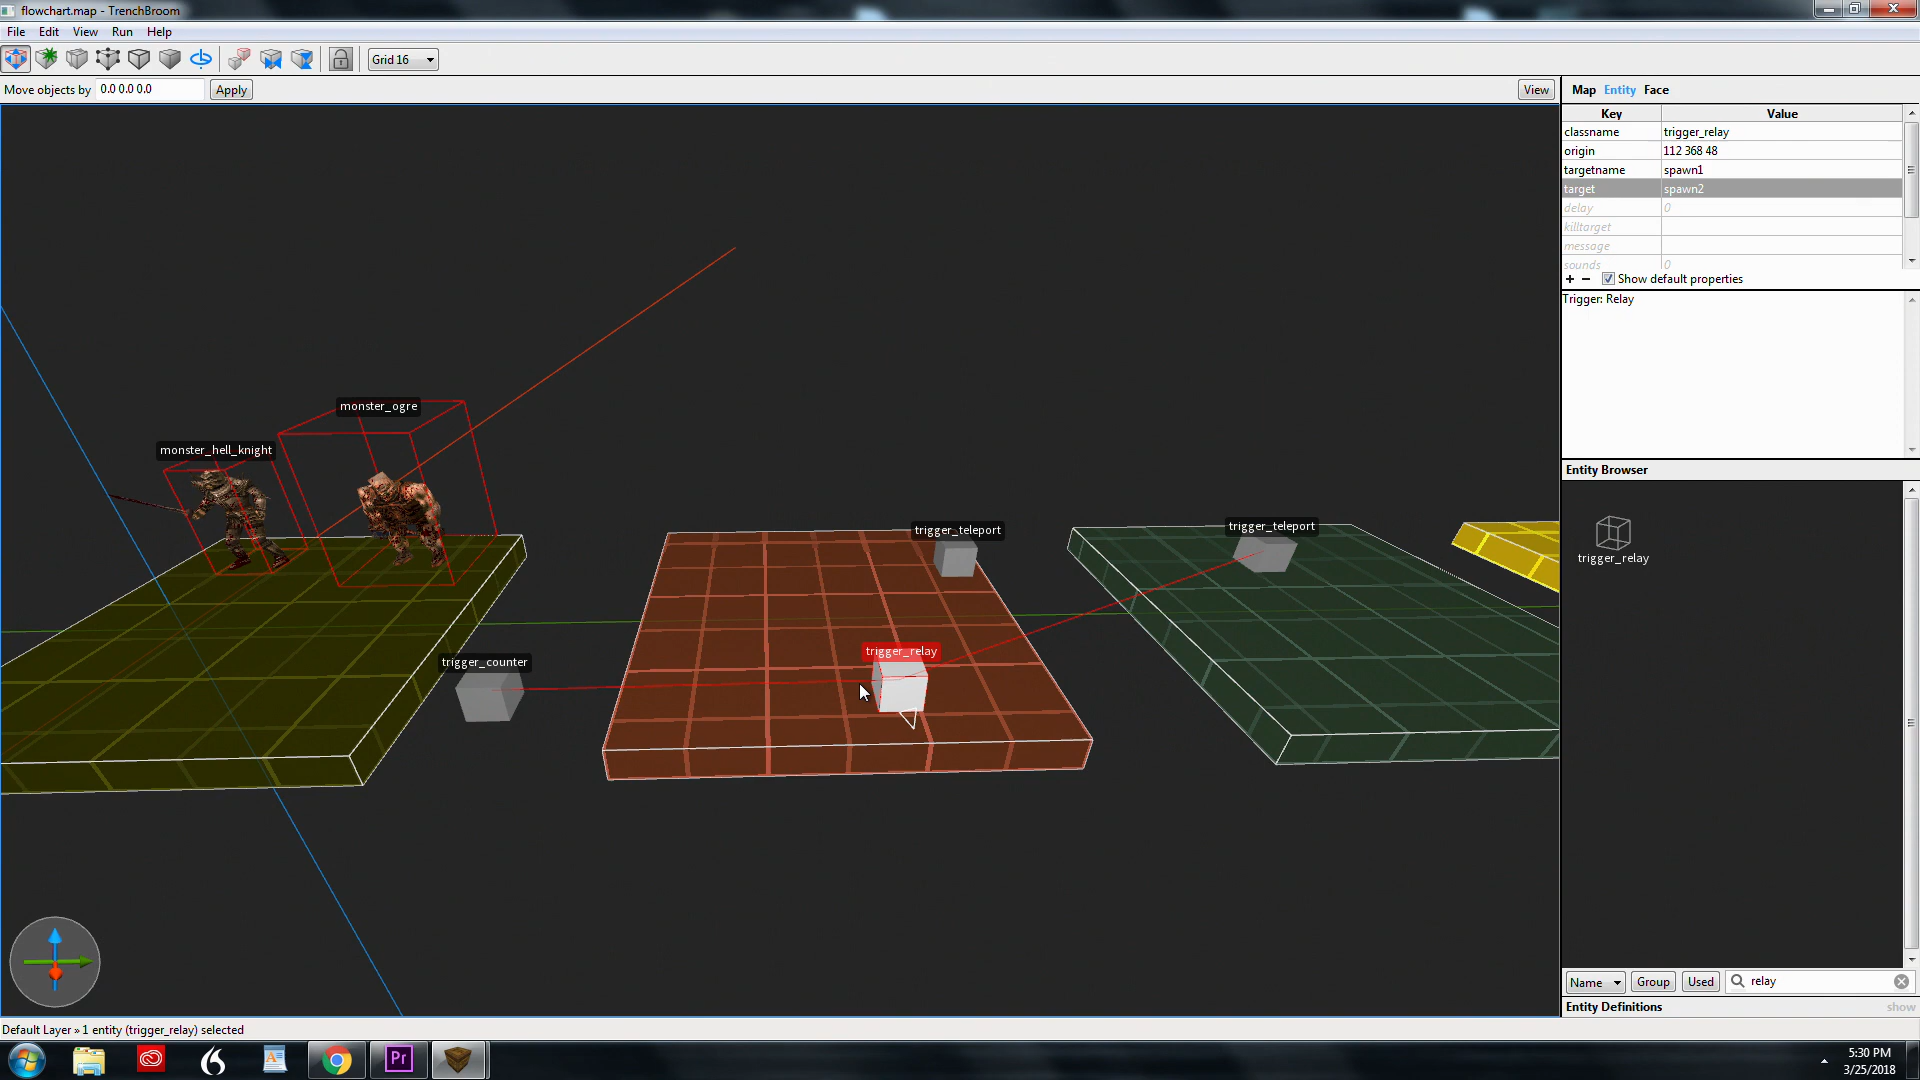 flowchart.map - TrenchBroom
File Edit View Run Help
Grid 16
Move objects by 0.0 0.0 0.0 Apply
View
Map Entity Face
Key Value
classname trigger_relay
origin 112 368 48
targetname spawn1
target spawn2
delay 0
killtarget
message
sounds 0
+ - Show default properties
Trigger: Relay
monster_ogre
monster_hell_knight
trigger_teleport
trigger_teleport
trigger_relay
trigger_counter
Entity Browser
trigger_relay
Name Group Used relay
Entity Definitions show
Default Layer » 1 entity (trigger_relay) selected
Pr
5:30 PM
3/25/2018